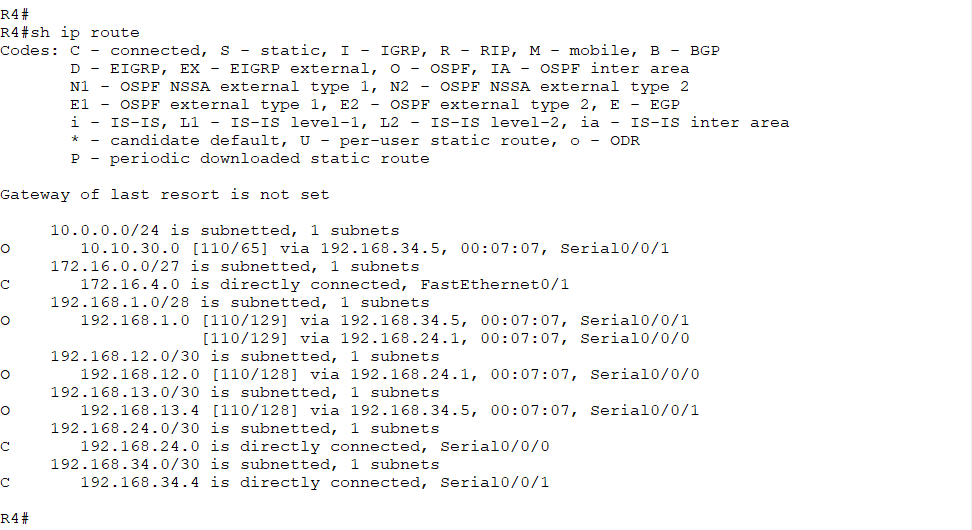 R4#
R4#sh ip route
Codes: C - connected, S - static, I - IGRP, R - RIP, M - mobile, B - BGP
       D - EIGRP, EX - EIGRP external, O - OSPF, IA - OSPF inter area
       N1 - OSPF NSSA external type 1, N2 - OSPF NSSA external type 2
       E1 - OSPF external type 1, E2 - OSPF external type 2, E - EGP
       i - IS-IS, L1 - IS-IS level-1, L2 - IS-IS level-2, ia - IS-IS inter area
       * - candidate default, U - per-user static route, o - ODR
       P - periodic downloaded static route
Gateway of last resort is not set
     10.0.0.0/24 is subnetted, 1 subnets
O       10.10.30.0 [110/65] via 192.168.34.5, 00:07:07, Serial0/0/1
     172.16.0.0/27 is subnetted, 1 subnets
C       172.16.4.0 is directly connected, FastEthernet0/1
     192.168.1.0/28 is subnetted, 1 subnets
O       192.168.1.0 [110/129] via 192.168.34.5, 00:07:07, Serial0/0/1
                    [110/129] via 192.168.24.1, 00:07:07, Serial0/0/0
     192.168.12.0/30 is subnetted, 1 subnets
O       192.168.12.0 [110/128] via 192.168.24.1, 00:07:07, Serial0/0/0
     192.168.13.0/30 is subnetted, 1 subnets
O       192.168.13.4 [110/128] via 192.168.34.5, 00:07:07, Serial0/0/1
     192.168.24.0/30 is subnetted, 1 subnets
C       192.168.24.0 is directly connected, Serial0/0/0
     192.168.34.0/30 is subnetted, 1 subnets
C       192.168.34.4 is directly connected, Serial0/0/1
R4#